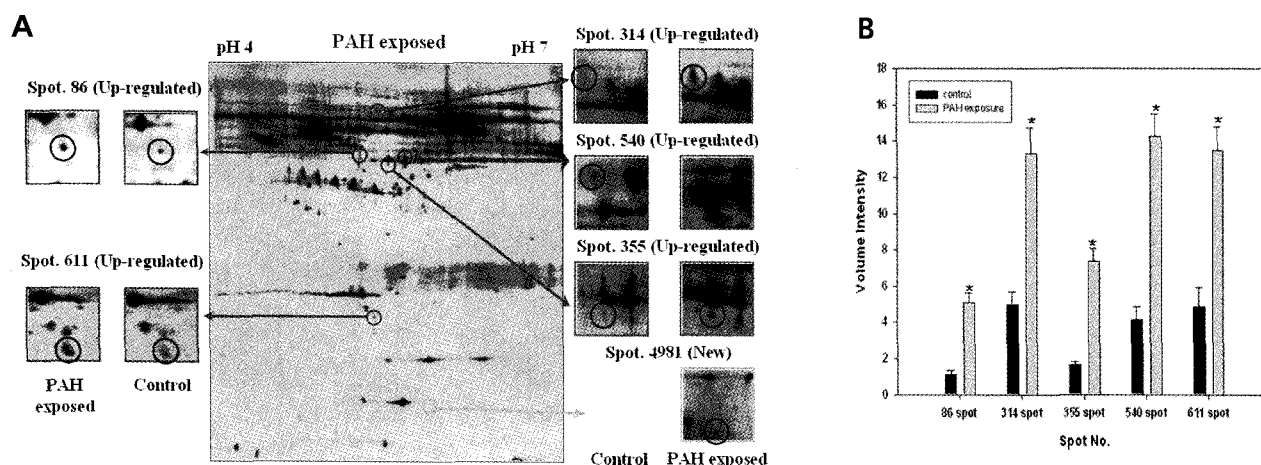 A
pH 4 PAH exposed pH 7
Spot. 86 (Up-regulated)
Spot. 611 (Up-regulated)
PAH exposed Control
Spot. 314 (Up-regulated)
Spot. 540 (Up-regulated)
Spot. 355 (Up-regulated)
Spot. 4981 (New)
Control PAH exposed
B
control
PAH exposure
Volume Intensity
18
16
14
12
10
8
6
4
2
0
* * * * *
86 spot 314 spot 355 spot 540 spot 611 spot
Spot No.